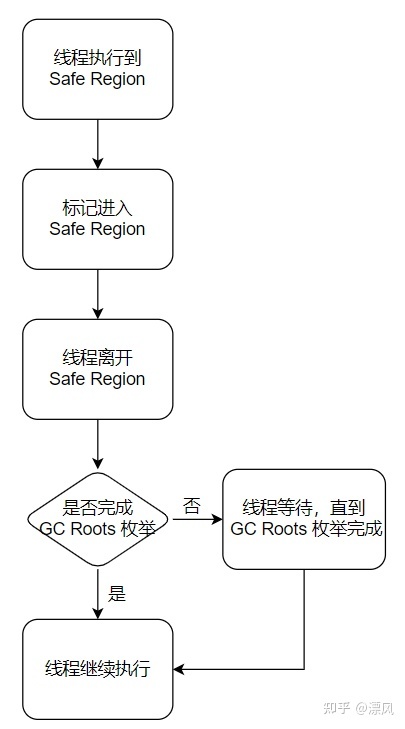 线程执行到
Safe Region
标记进入
Safe Region
线程离开
Safe Region
是否完成
GC Roots 枚举
否
线程等待，直到
GC Roots 枚举完成
是
线程继续执行
知乎 @漂风